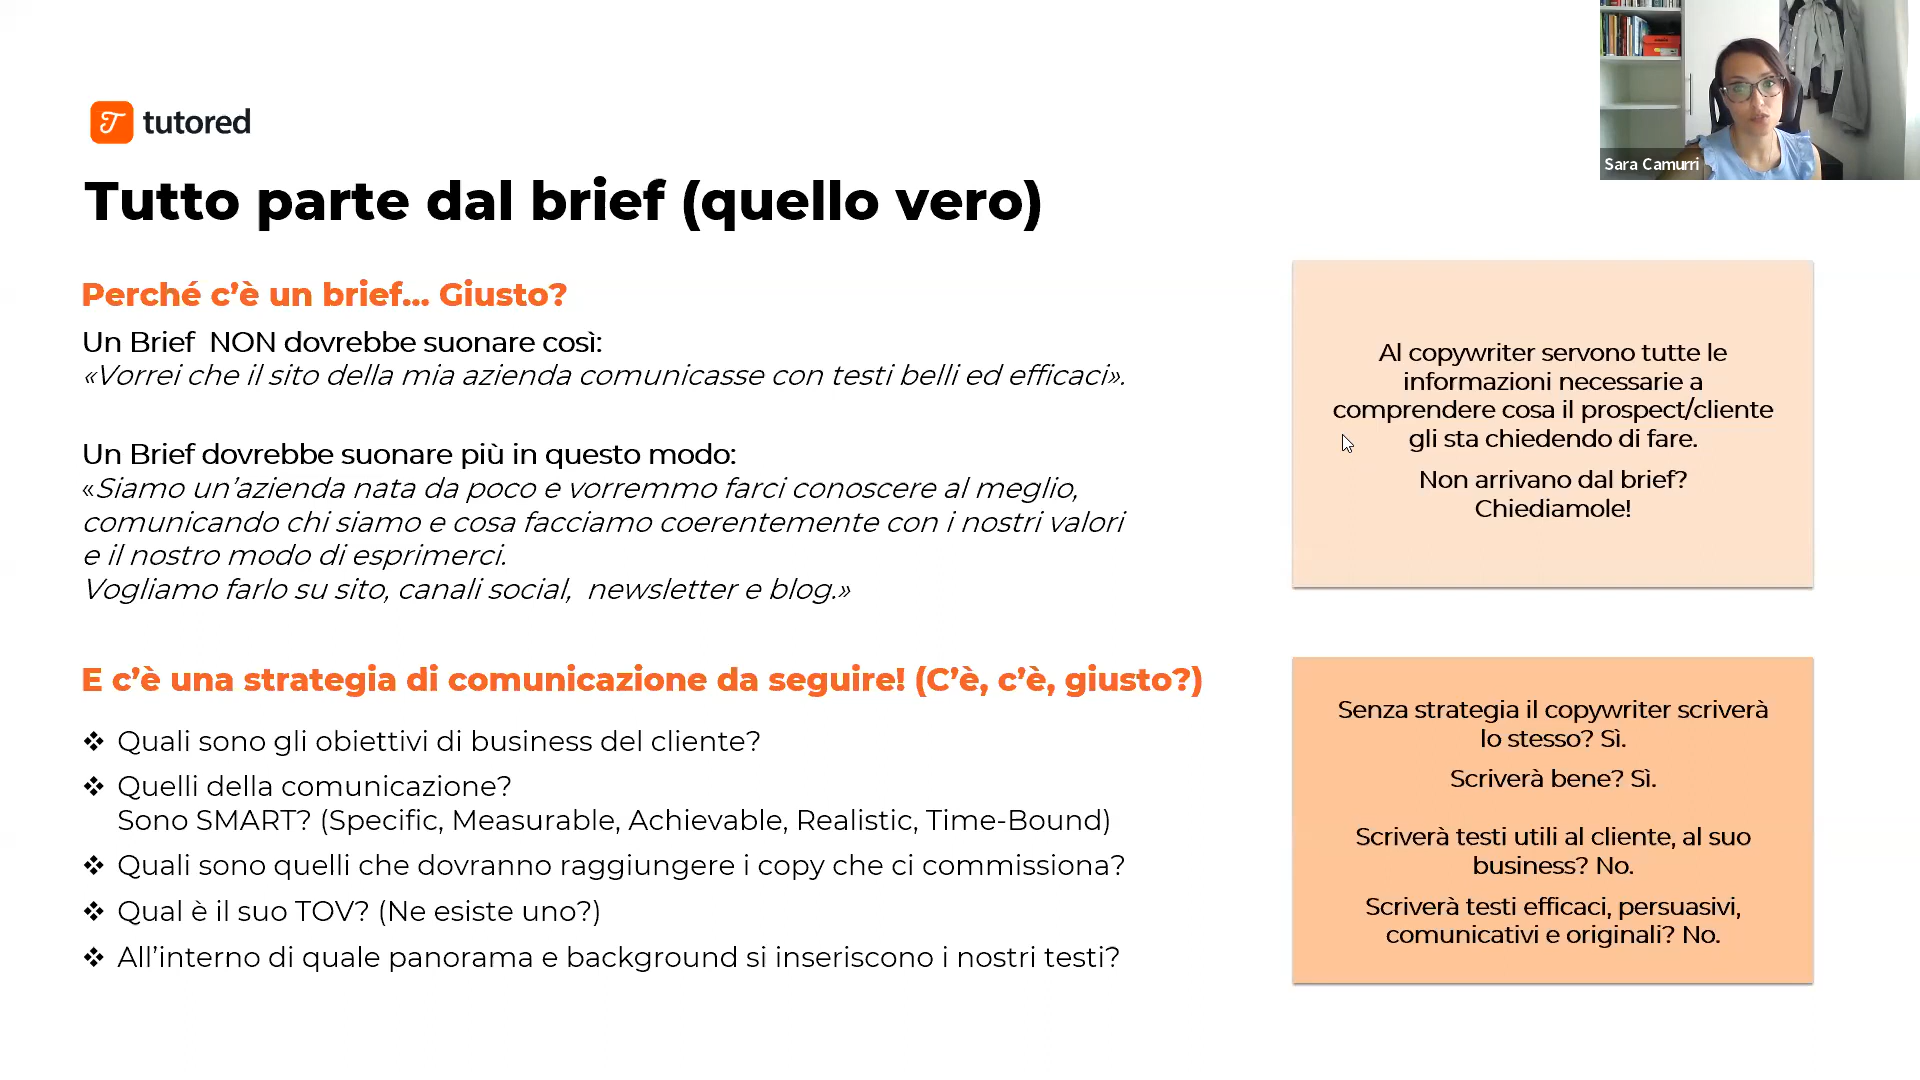 tutored
Sara Camurri
Tutto parte dal brief (quello vero)
Perché c’è un brief... Giusto?
Un Brief  NON dovrebbe suonare così:
«Vorrei che il sito della mia azienda comunicasse con testi belli ed efficaci».
Un Brief dovrebbe suonare più in questo modo:
«Siamo un’azienda nata da poco e vorremmo farci conoscere al meglio,
comunicando chi siamo e cosa facciamo coerentemente con i nostri valori
e il nostro modo di esprimerci.
Vogliamo farlo su sito, canali social,  newsletter e blog.»
Al copywriter servono tutte le
informazioni necessarie a
comprendere cosa il prospect/cliente
gli sta chiedendo di fare.
Non arrivano dal brief?
Chiediamole!
E c’è una strategia di comunicazione da seguire! (C’è, c’è, giusto?)
❖ Quali sono gli obiettivi di business del cliente?
❖ Quelli della comunicazione?
Sono SMART? (Specific, Measurable, Achievable, Realistic, Time-Bound)
❖ Quali sono quelli che dovranno raggiungere i copy che ci commissiona?
❖ Qual è il suo TOV? (Ne esiste uno?)
❖ All’interno di quale panorama e background si inseriscono i nostri testi?
Senza strategia il copywriter scriverà
lo stesso? Sì.
Scriverà bene? Sì.
Scriverà testi utili al cliente, al suo
business? No.
Scriverà testi efficaci, persuasivi,
comunicativi e originali? No.